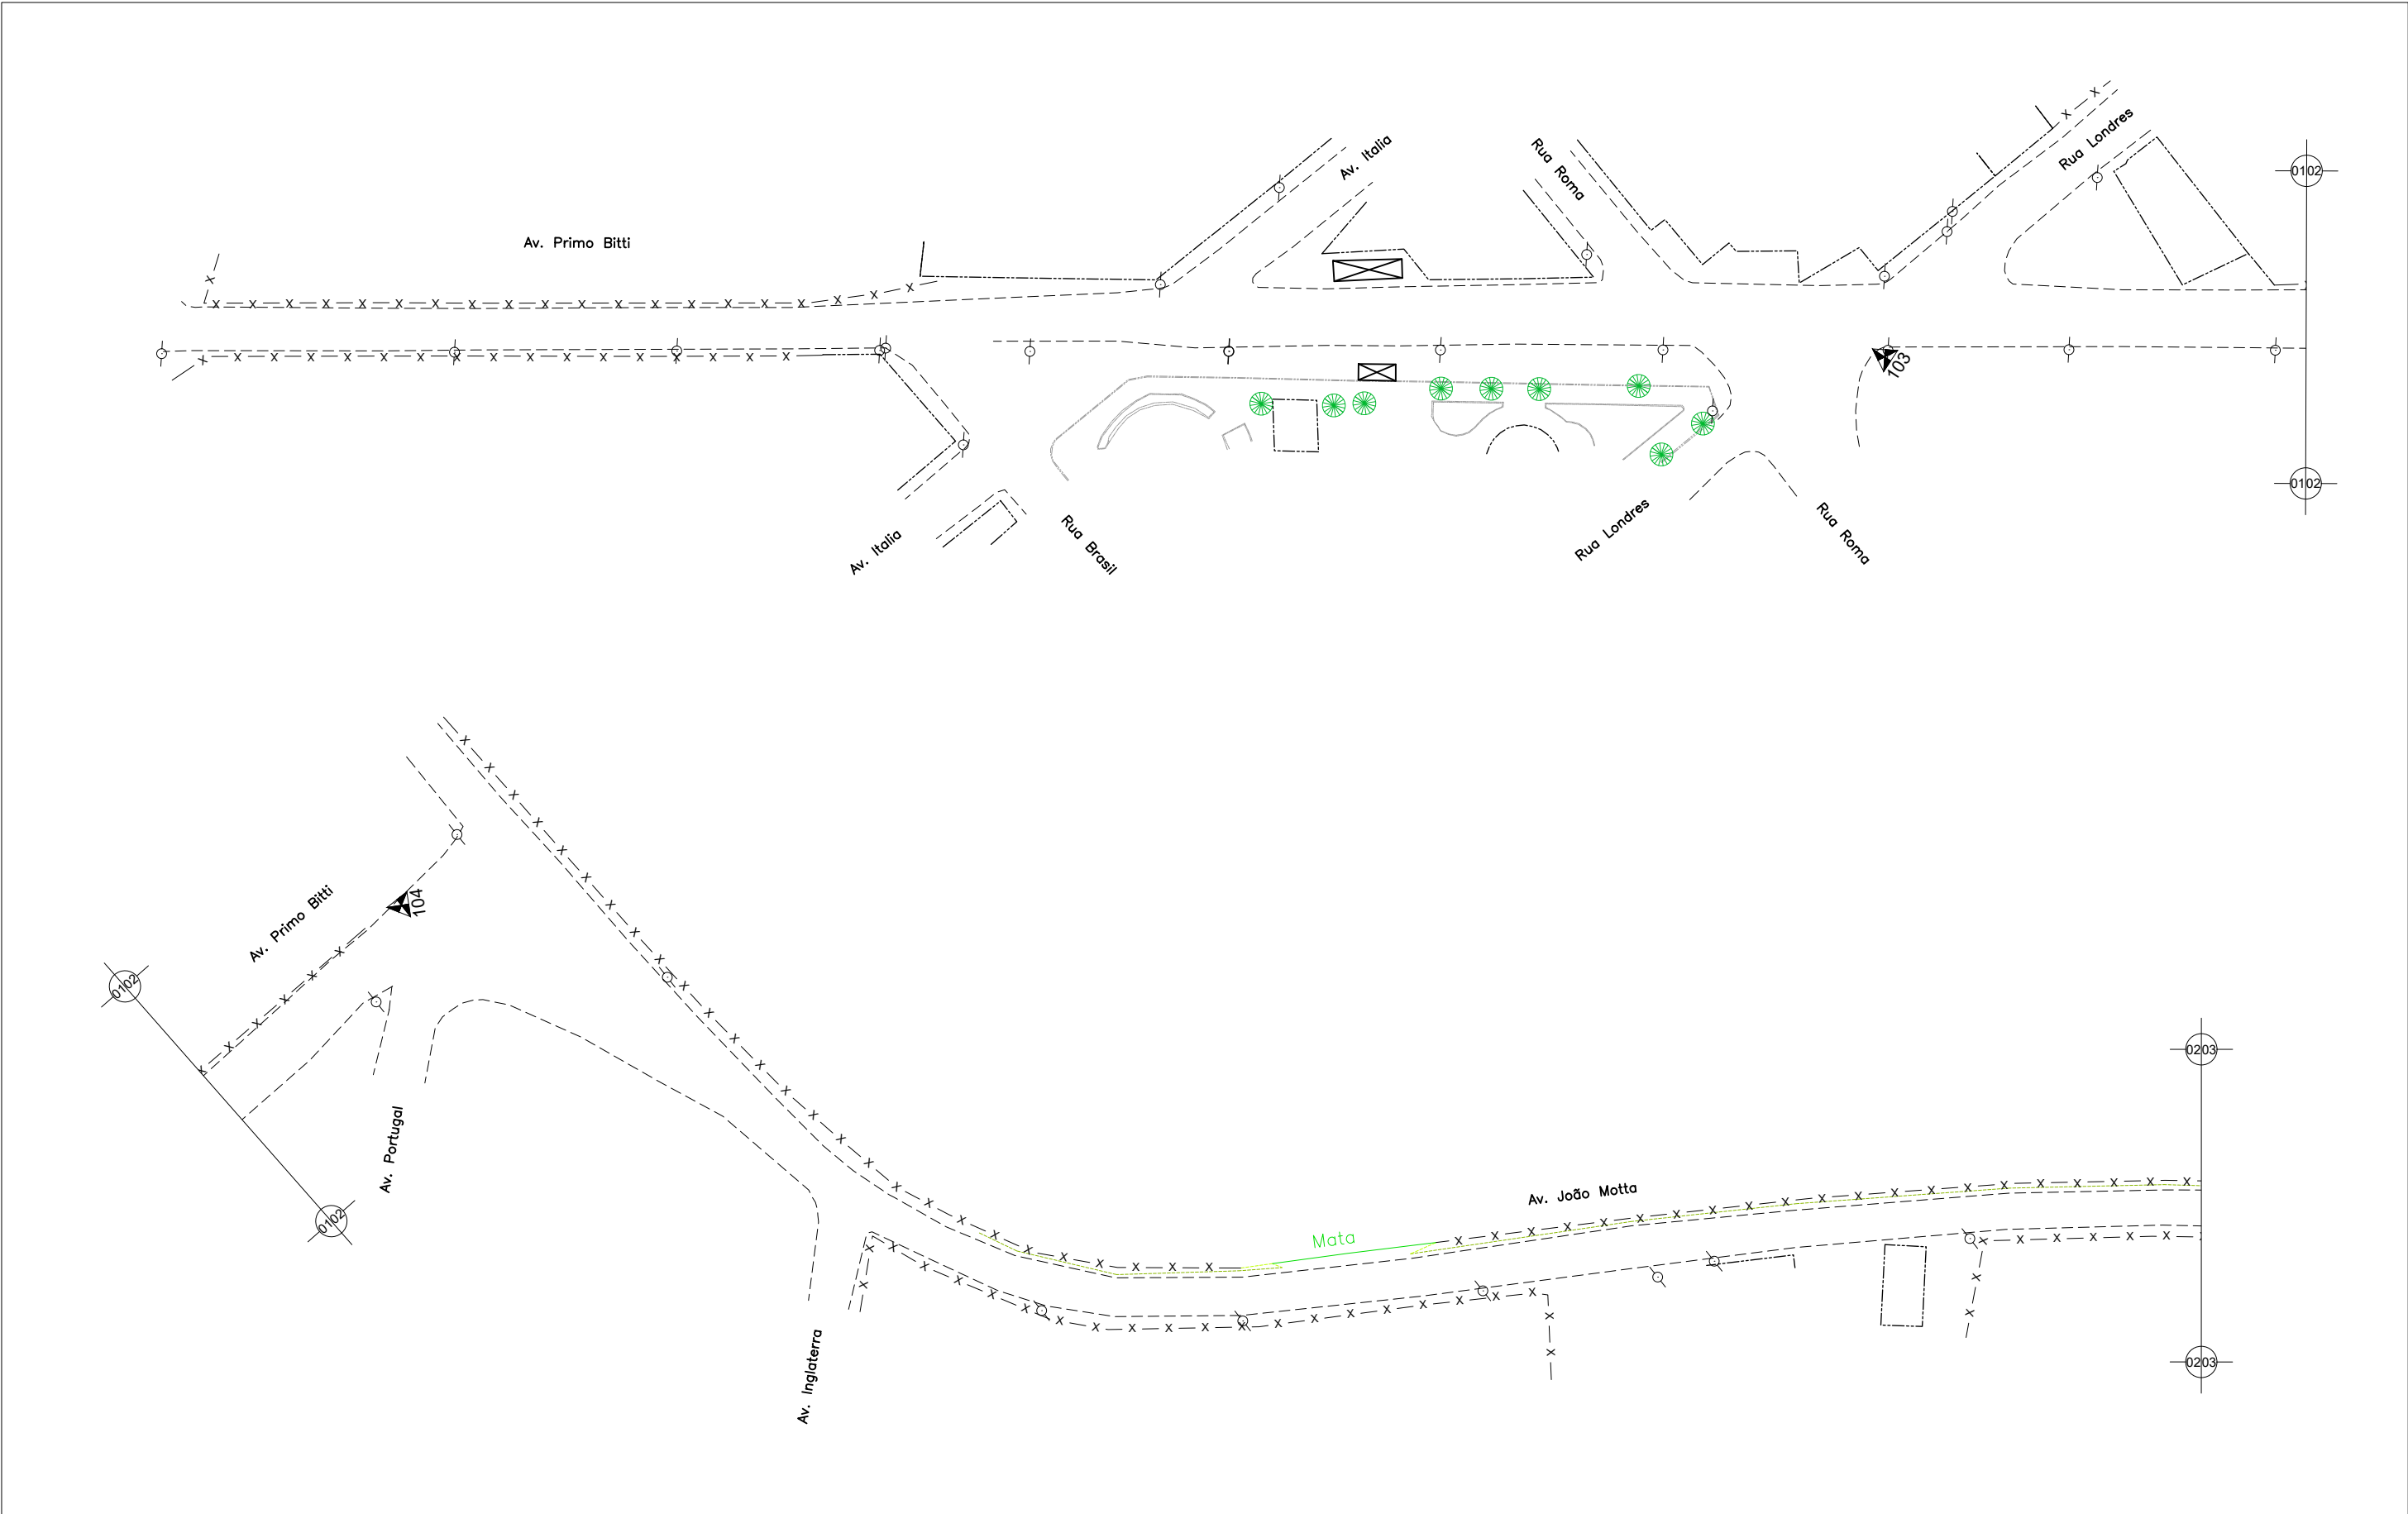 Av. Italia
Rua Roma
Rua Londres
0102
Av. Primo Bitti
103
0102
Av. Italia
Rua Brasil
Rua Londres
Rua Roma
104
Av. Primo Bitti
0102
0203
Av. Portugal
0102
Av. João Motta
Mata
Av. Inglaterra
0203